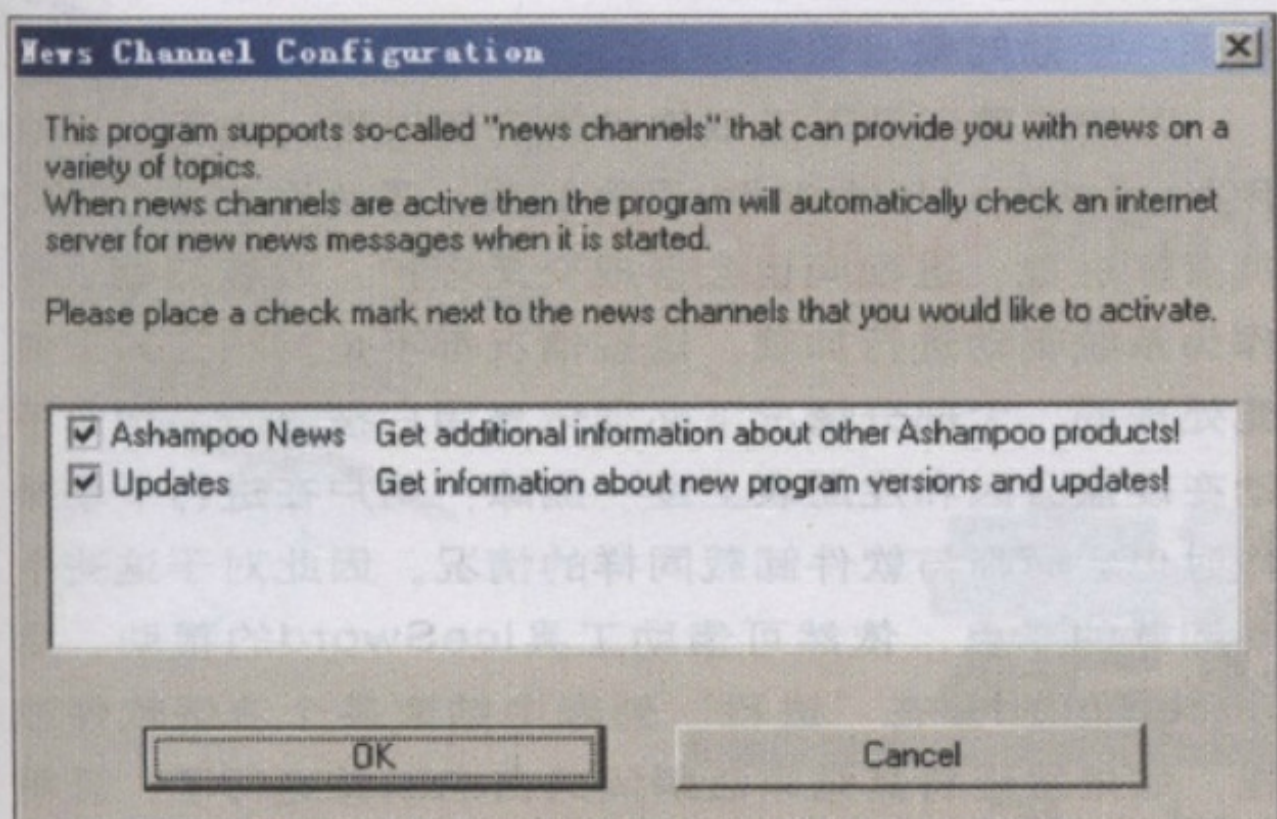 News Channel Configuration
This program supports so-called "news channels" that can provide you with news on a
variety of topics.
When news channels are active then the program will automatically check an internet
server for new news messages when it is started.
Please place a check mark next to the news channels that you would like to activate.
Ashampoo News Get additional information about other Ashampoo products!
Updates Get information about new program versions and updates!
OK Cancel